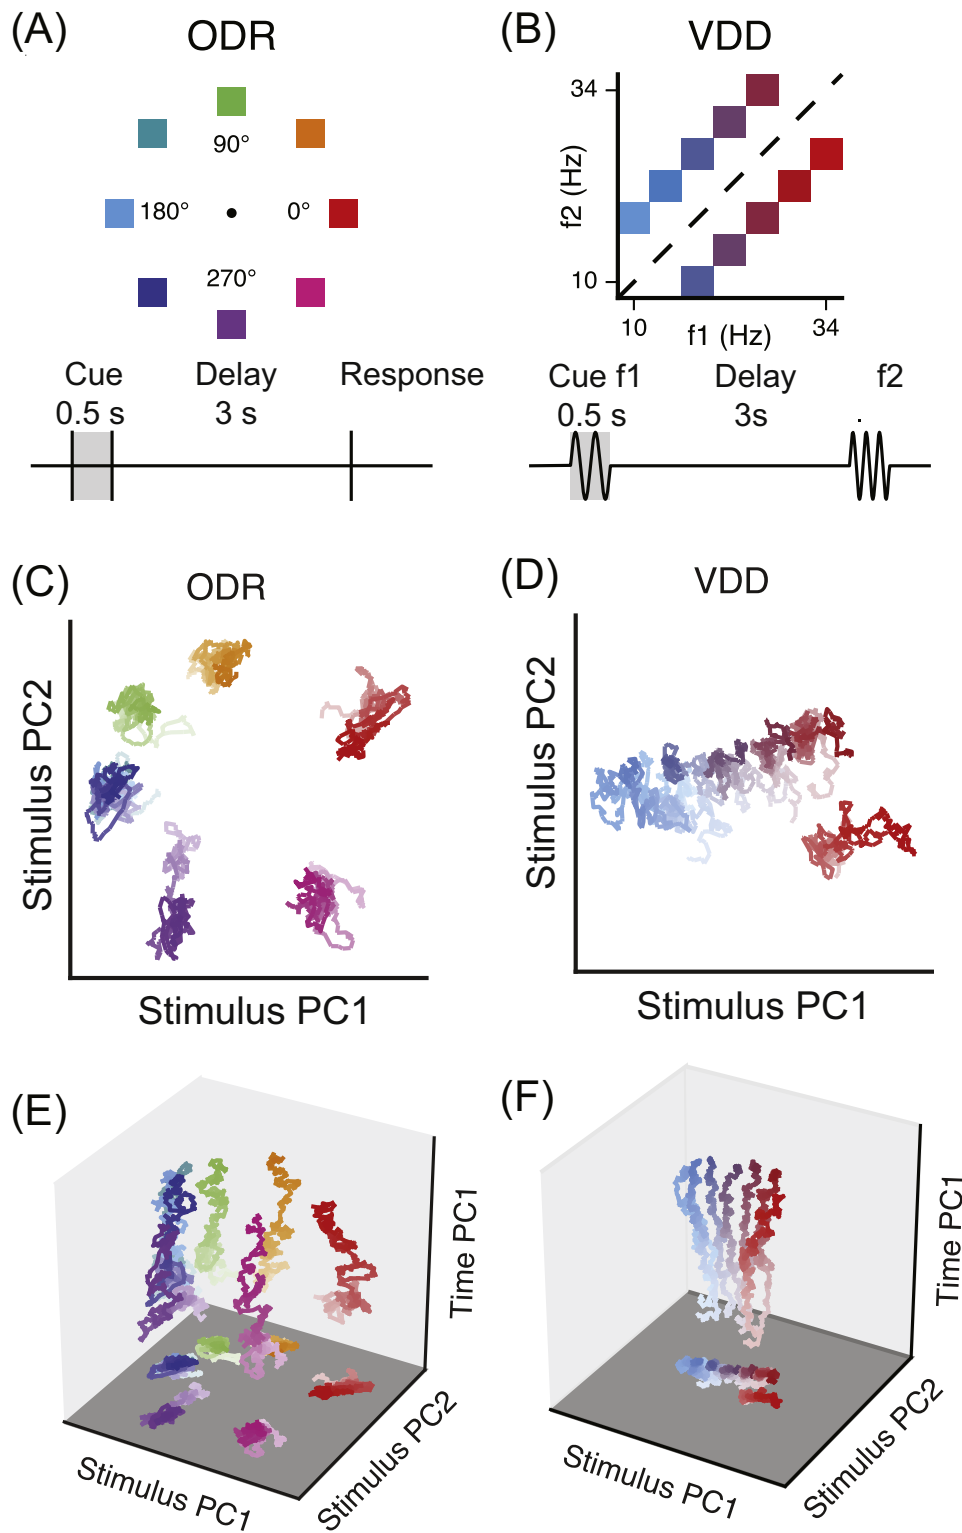 (A)
ODR
90°
180°
0°
270°
Cue
Delay
Response
0.5 s
3 s
(B)
VDD
34
f2 (Hz)
10
10
f1 (Hz)
34
Cue f1
Delay
f2
0.5 s
3s
(C)
ODR
Stimulus PC2
Stimulus PC1
(D)
VDD
Stimulus PC2
Stimulus PC1
(E)
Time PC1
Stimulus PC1
Stimulus PC2
(F)
Time PC1
Stimulus PC1
Stimulus PC2